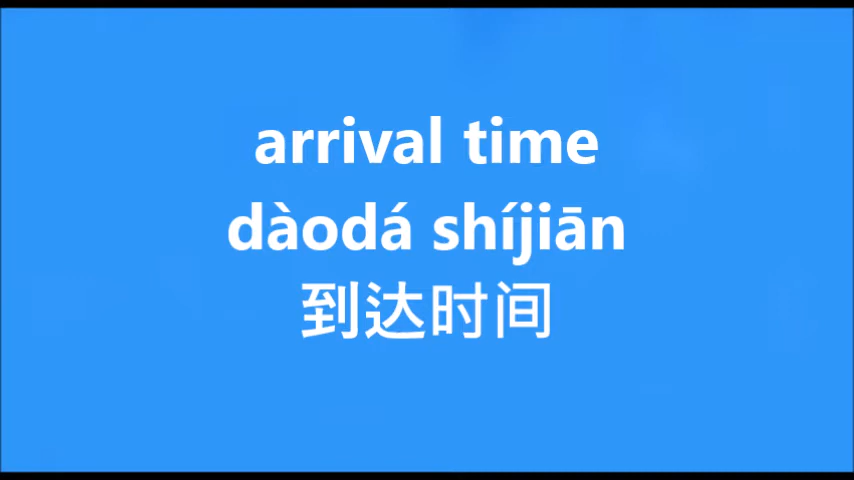 arrival time
dàodá shíjiān
到达时间